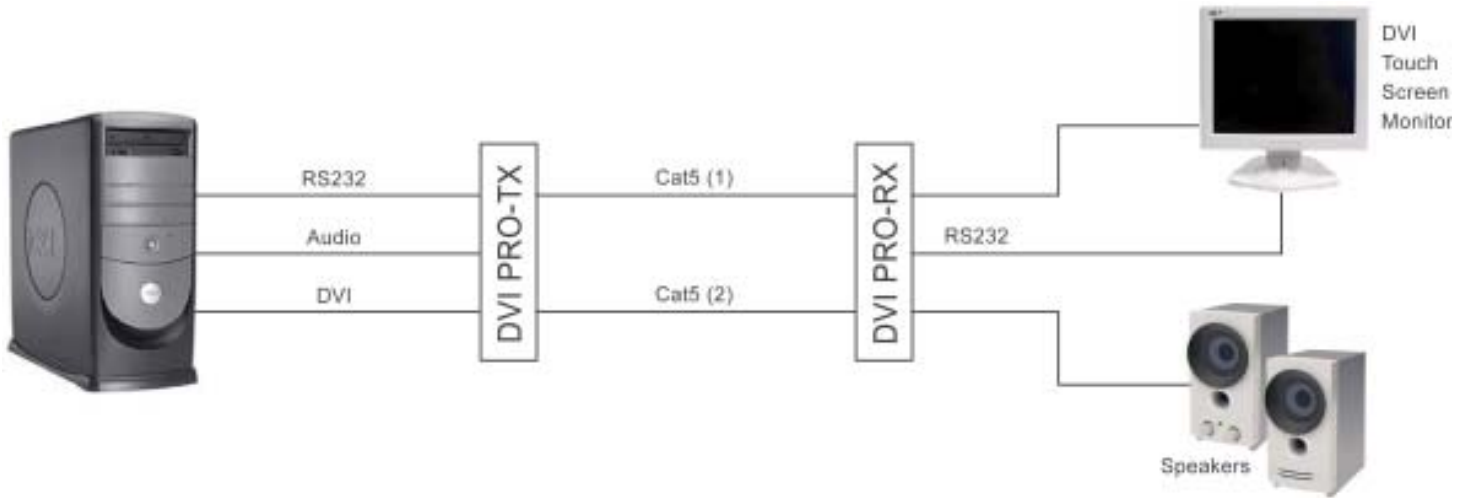 RS232
Audio
DVI
DVI PRO-TX
Cat5 (1)
Cat5 (2)
DVI PRO-RX
RS232
DVI
Touch
Screen
Monitor
Speakers